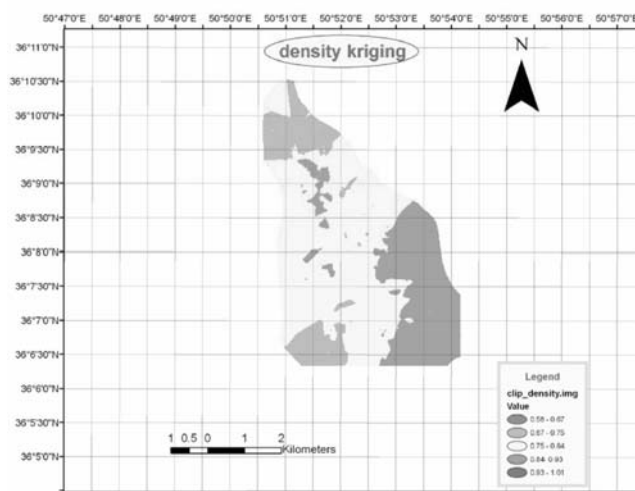 50°47'0"E 50°48'0"E 50°49'0"E 50°50'0"E 50°51'0"E 50°52'0"E 50°53'0"E 50°54'0"E 50°55'0"E 50°56'0"E 50°57'0"E
density kriging
N
36°11'0"N
36°10'30"N
36°10'0"N
36°9'30"N
36°9'0"N
36°8'30"N
36°8'0"N
36°7'30"N
36°7'0"N
36°6'30"N
36°6'0"N
36°5'30"N
36°5'0"N
1 0.5 0 1 2
Kilometers
Legend
clip_density.img
Value
0.58 - 0.67
0.67 - 0.75
0.75 - 0.84
0.84 - 0.93
0.93 - 1.01